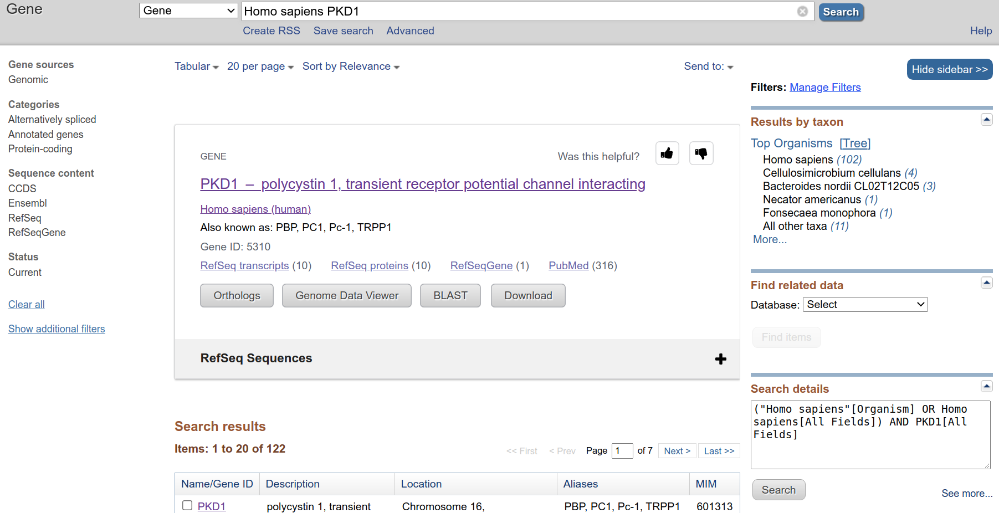 Gene
Gene
Homo sapiens PKD1
Search
Create RSS Save search Advanced
Help
Gene sources
Genomic
Categories
Alternatively spliced
Annotated genes
Protein-coding
Sequence content
CCDS
Ensembl
RefSeq
RefSeqGene
Status
Current
Clear all
Show additional filters
Tabular 20 per page Sort by Relevance
Send to:
GENE
Was this helpful?
PKD1 – polycystin 1, transient receptor potential channel interacting
Homo sapiens (human)
Also known as: PBP, PC1, Pc-1, TRPP1
Gene ID: 5310
RefSeq transcripts (10) RefSeq proteins (10) RefSeqGene (1) PubMed (316)
Orthologs Genome Data Viewer BLAST Download
RefSeq Sequences
Search results
Items: 1 to 20 of 122
<< First < Prev Page 1 of 7 Next > Last >>
Name/Gene ID Description Location Aliases MIM
PKD1 polycystin 1, transient Chromosome 16, PBP, PC1, Pc-1, TRPP1 601313
Hide sidebar >>
Filters: Manage Filters
Results by taxon
Top Organisms [Tree]
Homo sapiens (102)
Cellulosimicrobium cellulans (4)
Bacteroides nordii CL02T12C05 (3)
Necator americanus (1)
Fonsecaea monophora (1)
All other taxa (11)
More...
Find related data
Database: Select
Find items
Search details
("Homo sapiens"[Organism] OR Homo
sapiens[All Fields]) AND PKD1[All
Fields]
Search
See more...